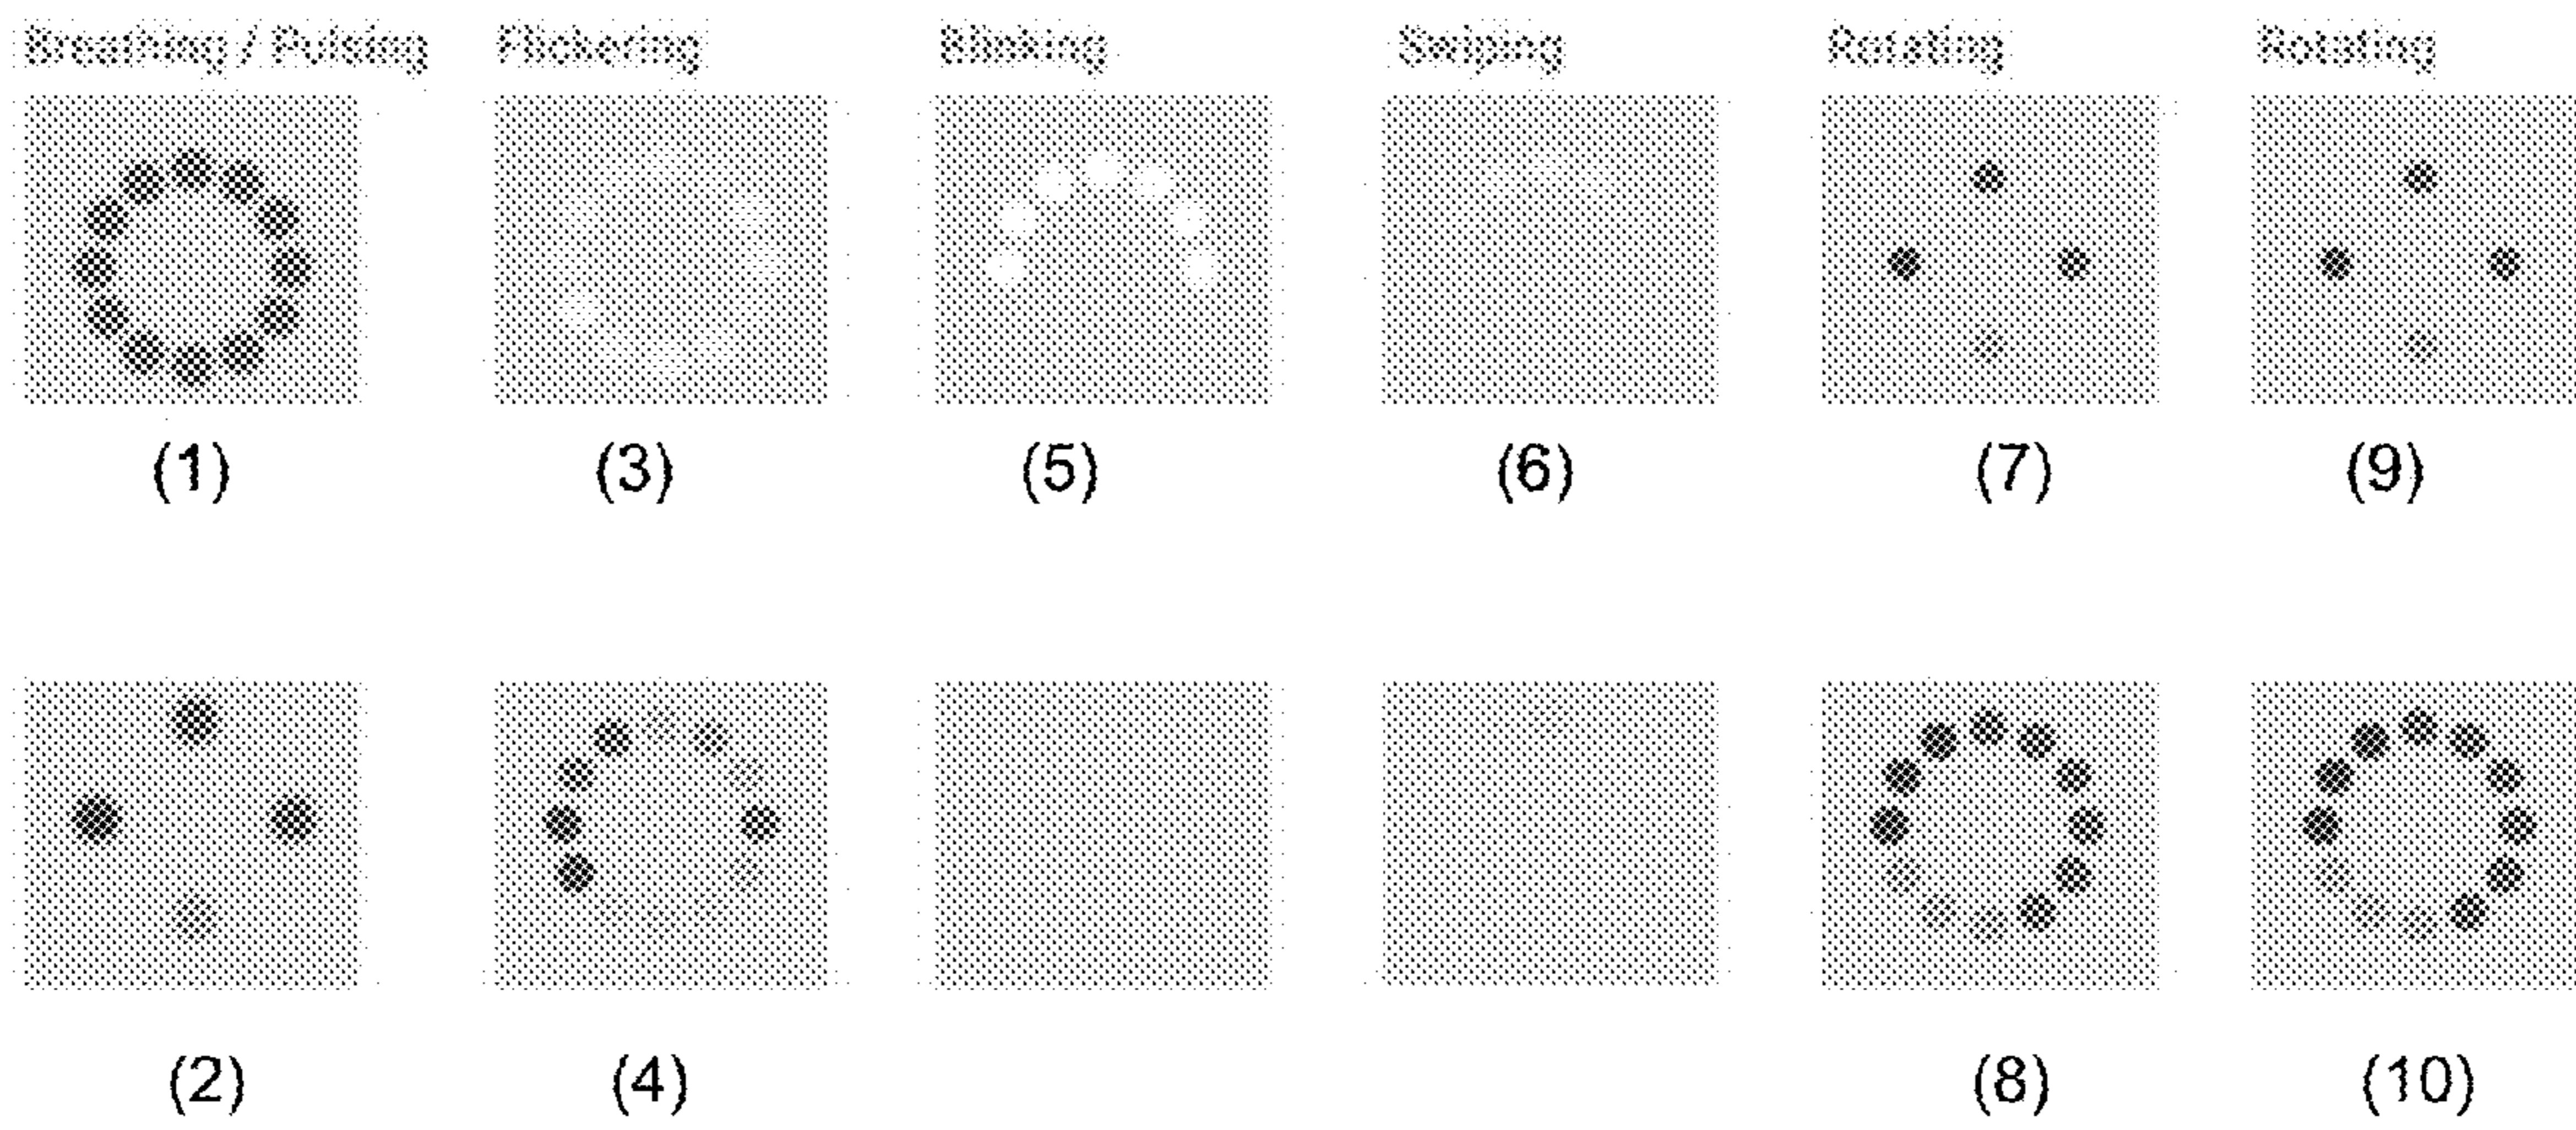 Breathing / Pulsing Flickering Blinking Swiping Rotating Rotating
(1) (3) (5) (6) (7) (9)
(2) (4) (8) (10)